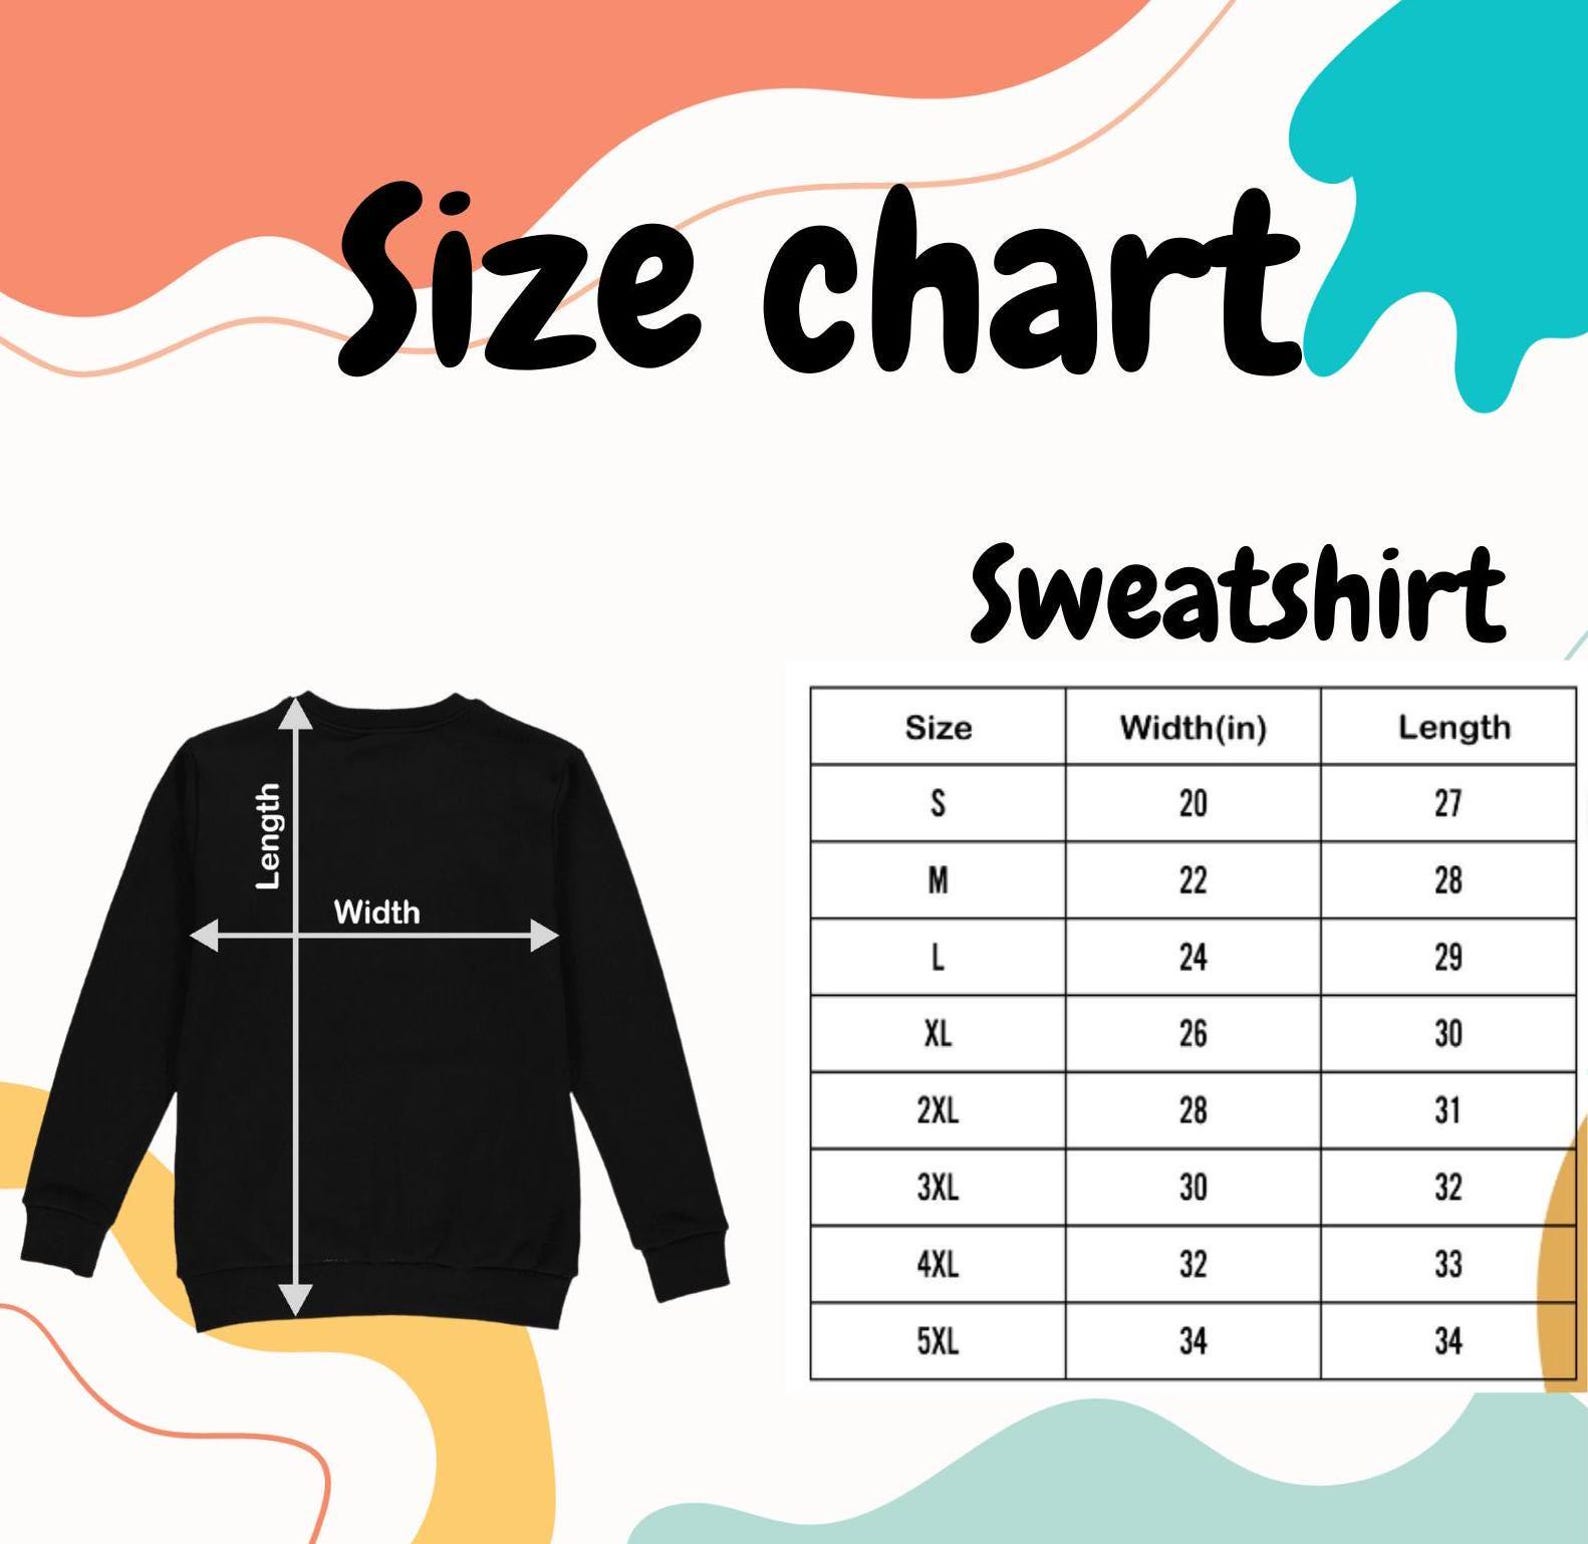 Size chart
Sweatshirt
Length
Width
Size Width(in) Length
S 20 27
M 22 28
L 24 29
XL 26 30
2XL 28 31
3XL 30 32
4XL 32 33
5XL 34 34